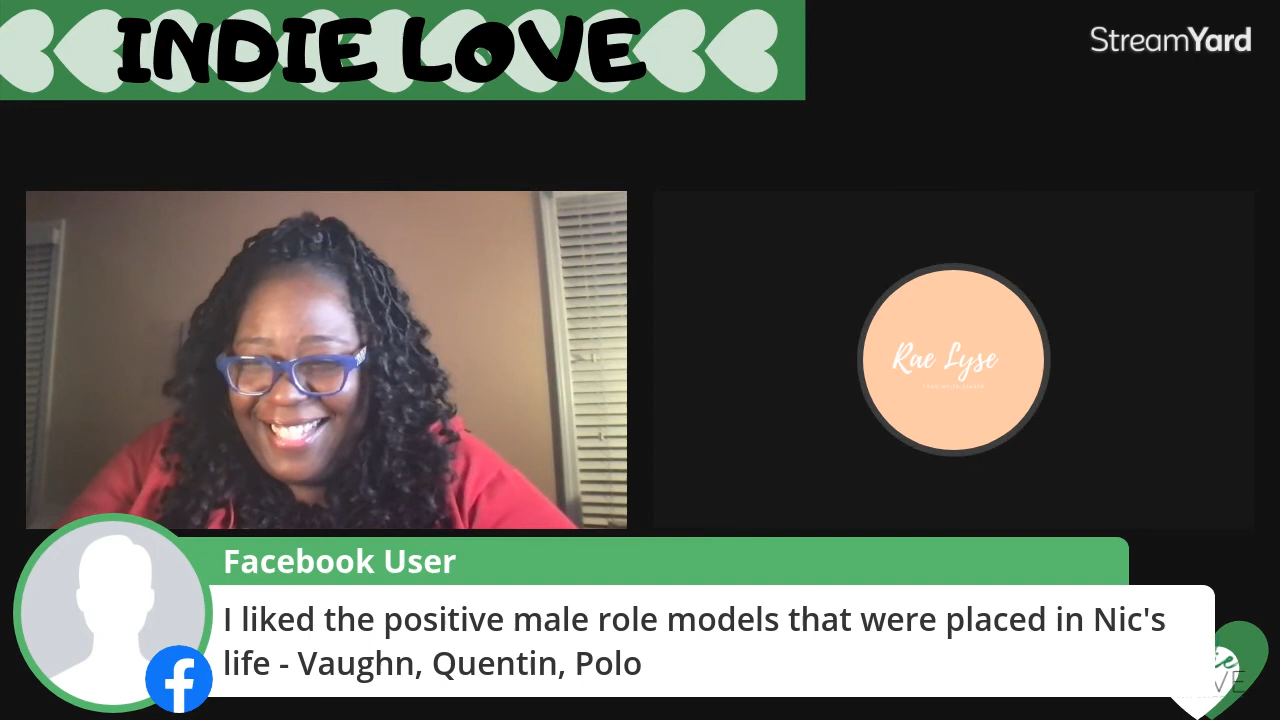 INDIE LOVE
StreamYard
Rae Lyse
Facebook User
I liked the positive male role models that were placed in Nic's
life - Vaughn, Quentin, Polo